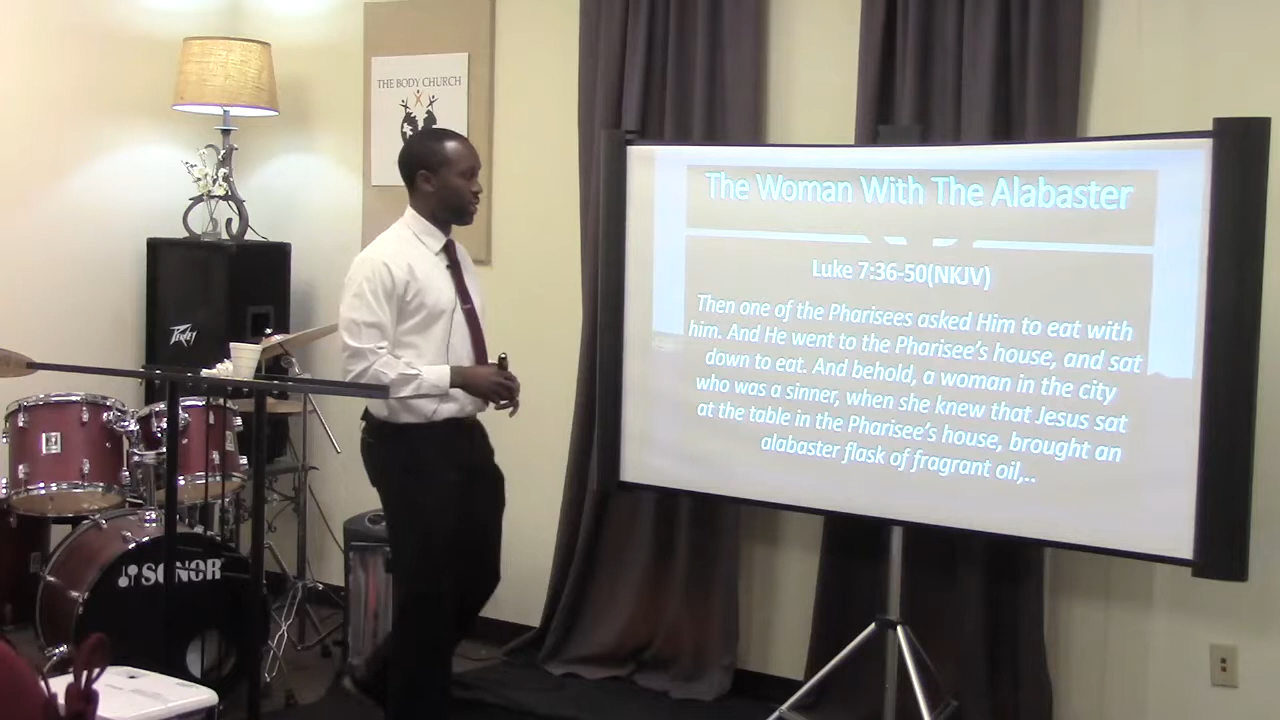 THE BODY CHURCH
The Woman With The Alabaster
Luke 7:36-50(NKJV)
Then one of the Pharisees asked Him to eat with
him. And He went to the Pharisee's house, and sat
down to eat. And behold, a woman in the city
who was a sinner, when she knew that Jesus sat
at the table in the Pharisee's house, brought an
alabaster flask of fragrant oil,..
PEAVEY
SONOR